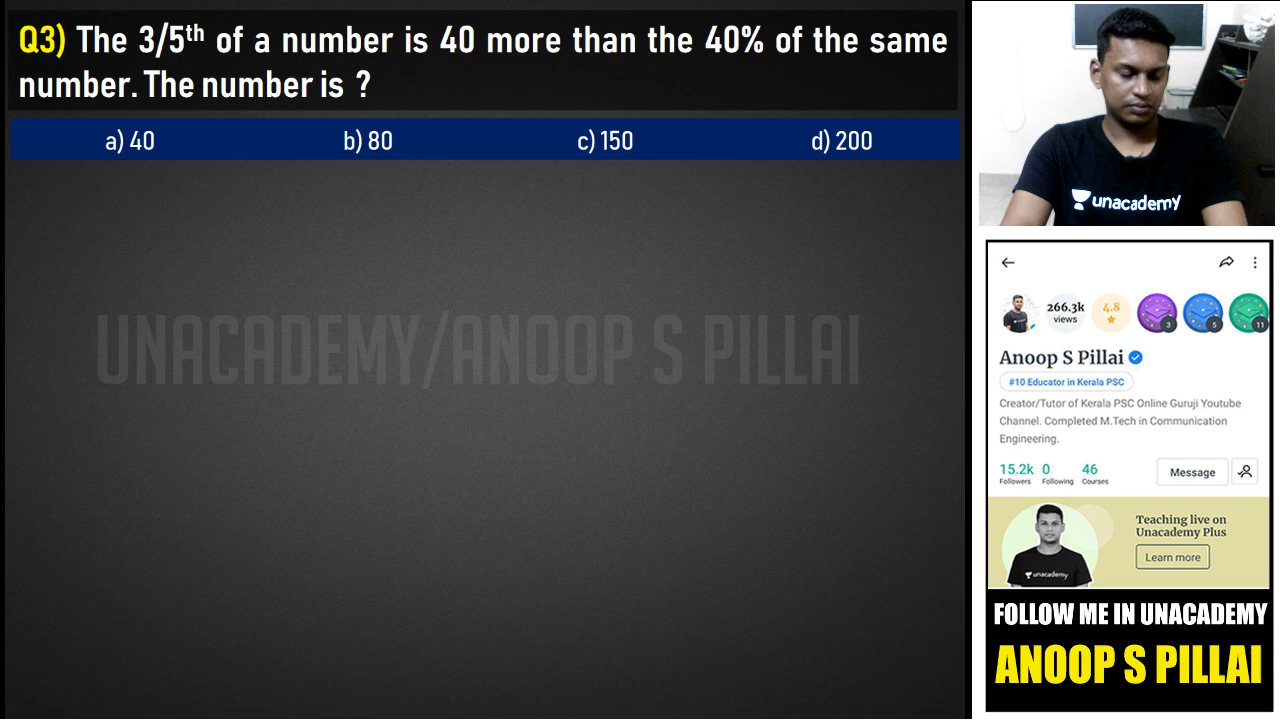 Q3) The 3/5th of a number is 40 more than the 40% of the same
number. The number is ?
a) 40 b) 80 c) 150 d) 200
UNACADEMY/ANOOP S PILLAI
unacademy
266.3k
views
4.8
3 5 11
Anoop S Pillai
#10 Educator in Kerala PSC
Creator/Tutor of Kerala PSC Online Guruji Youtube
Channel. Completed M.Tech in Communication
Engineering.
15.2k 0 46
Followers Following Courses
Message
Teaching live on
Unacademy Plus
Learn more
unacademy
FOLLOW ME IN UNACADEMY
ANOOP S PILLAI